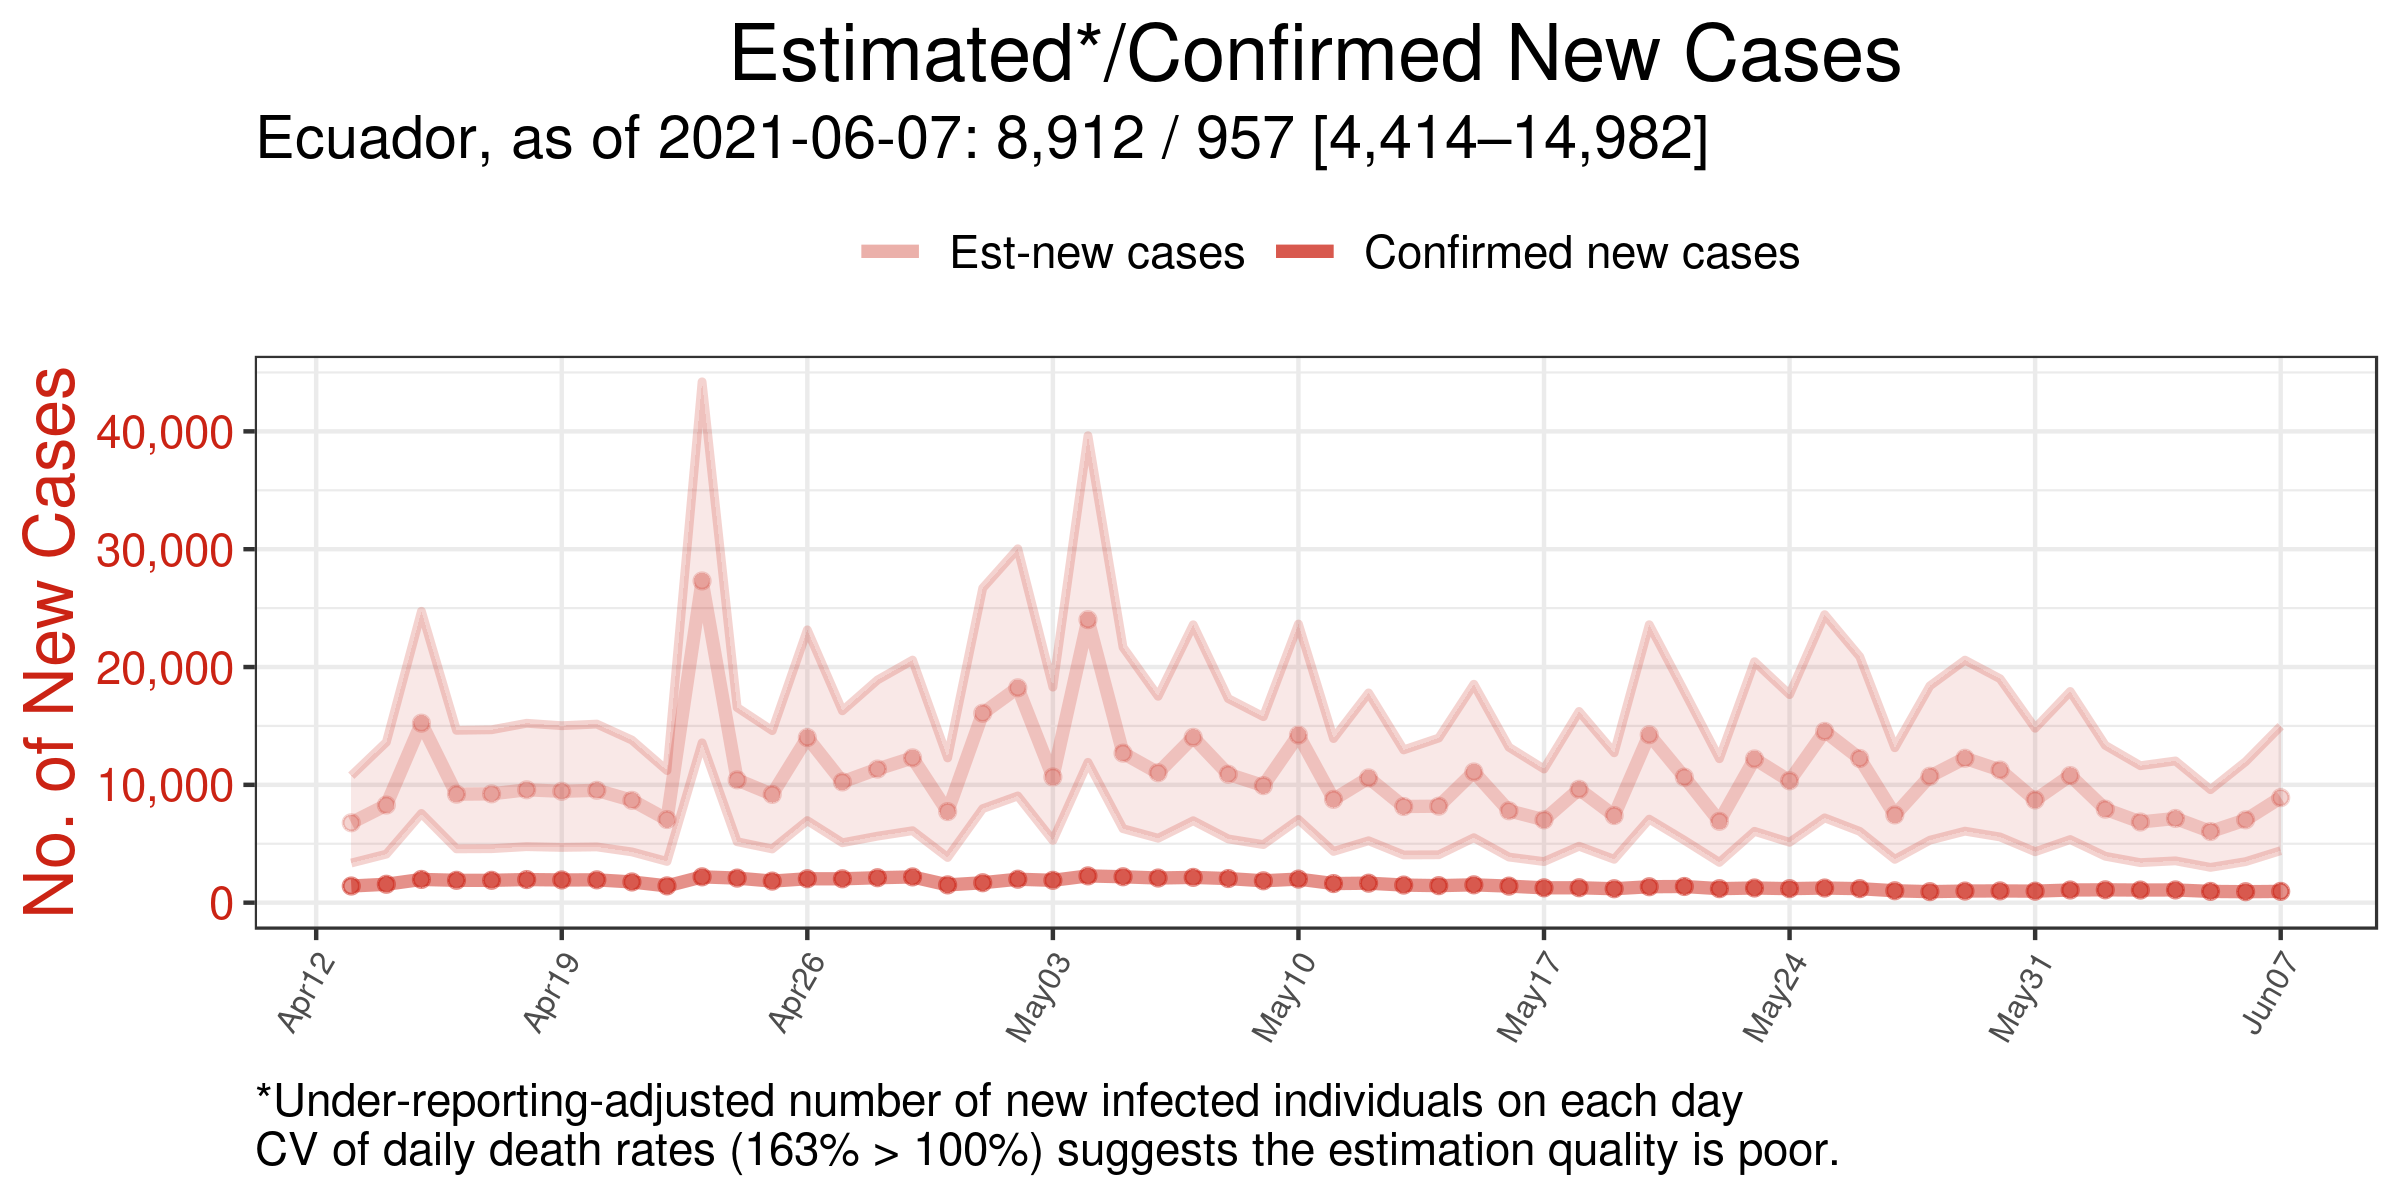 Estimated*/Confirmed New Cases
Ecuador, as of 2021-06-07: 8,912 / 957 [4,414–14,982]
Est-new cases Confirmed new cases
No. of New Cases
40,000
30,000
20,000
10,000
0
Apr12 Apr19 Apr26 May03 May10 May17 May24 May31 Jun07
*Under-reporting-adjusted number of new infected individuals on each day
CV of daily death rates (163% > 100%) suggests the estimation quality is poor.